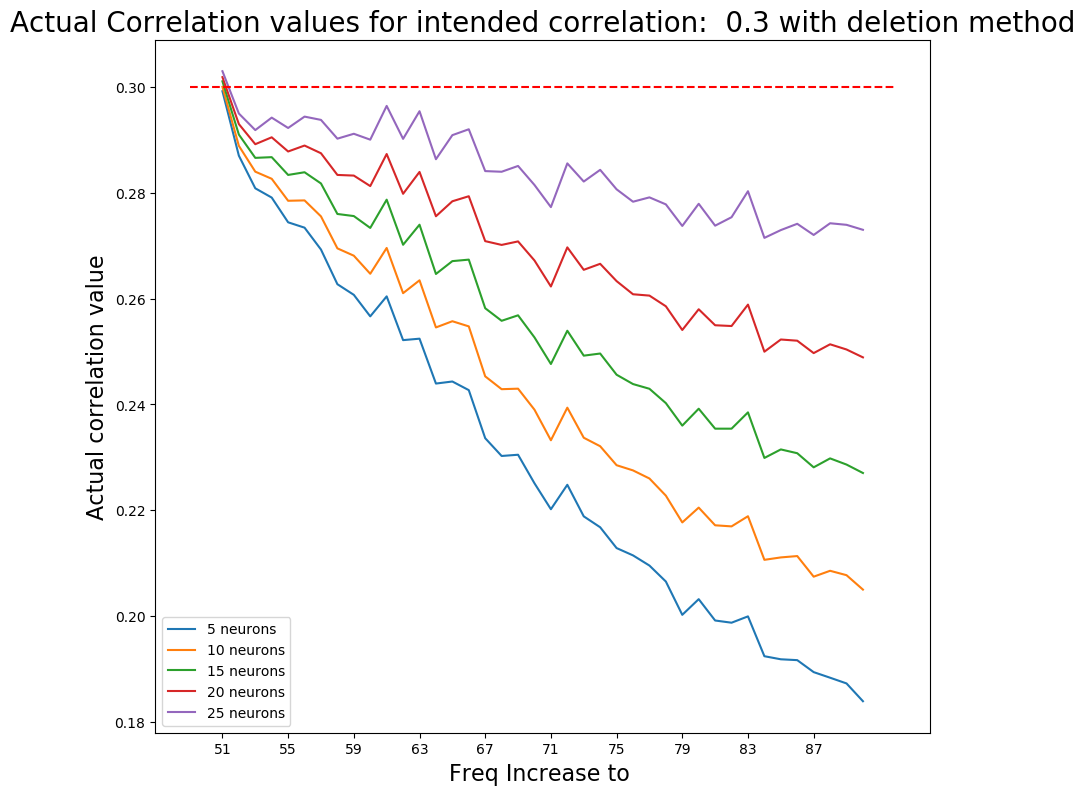 Actual Correlation values for intended correlation:  0.3 with deletion method
Actual correlation value
0.30
0.28
0.26
0.24
0.22
0.20
0.18
5 neurons
10 neurons
15 neurons
20 neurons
25 neurons
51 55 59 63 67 71 75 79 83 87
Freq Increase to